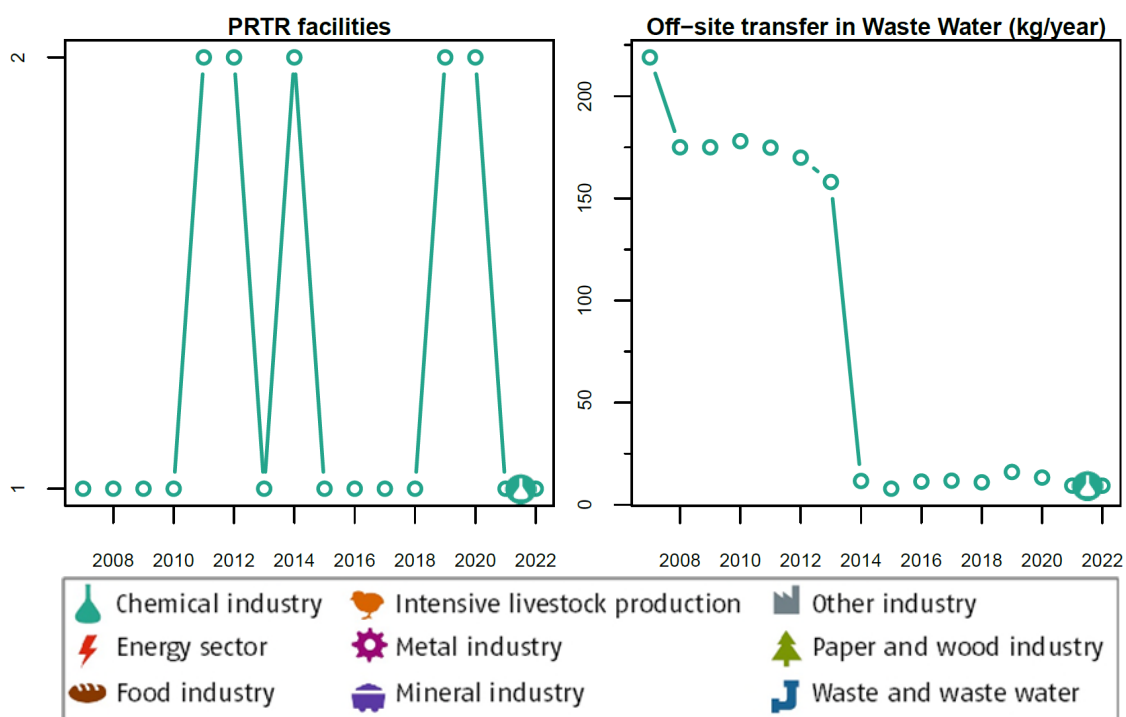 PRTR facilities
2
1
2008 2010 2012 2014 2016 2018 2020 2022
Off−site transfer in Waste Water (kg/year)
200
150
100
50
0
2008 2010 2012 2014 2016 2018 2020 2022
Chemical industry Intensive livestock production Other industry
Energy sector Metal industry Paper and wood industry
Food industry Mineral industry Waste and waste water